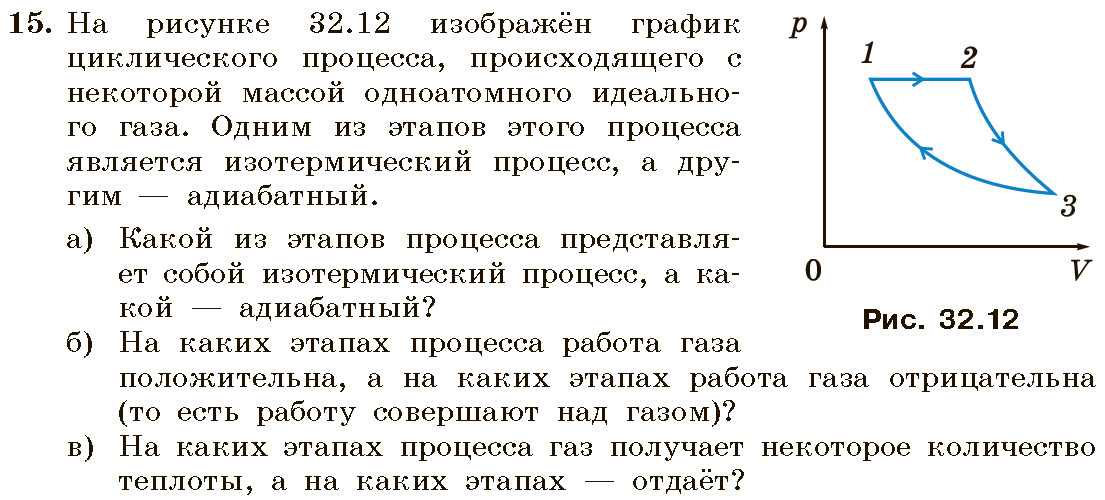 15. На рисунке 32.12 изображён график
циклического процесса, происходящего с
некоторой массой одноатомного идеально-
го газа. Одним из этапов этого процесса
является изотермический процесс, а дру-
гим — адиабатный.
а) Какой из этапов процесса представля-
ет собой изотермический процесс, а ка-
кой — адиабатный?
p
1
2
3
0
V
Рис. 32.12
б) На каких этапах процесса работа газа
положительна, а на каких этапах работа газа отрицательна
(то есть работу совершают над газом)?
в) На каких этапах процесса газ получает некоторое количество
теплоты, а на каких этапах — отдаёт?